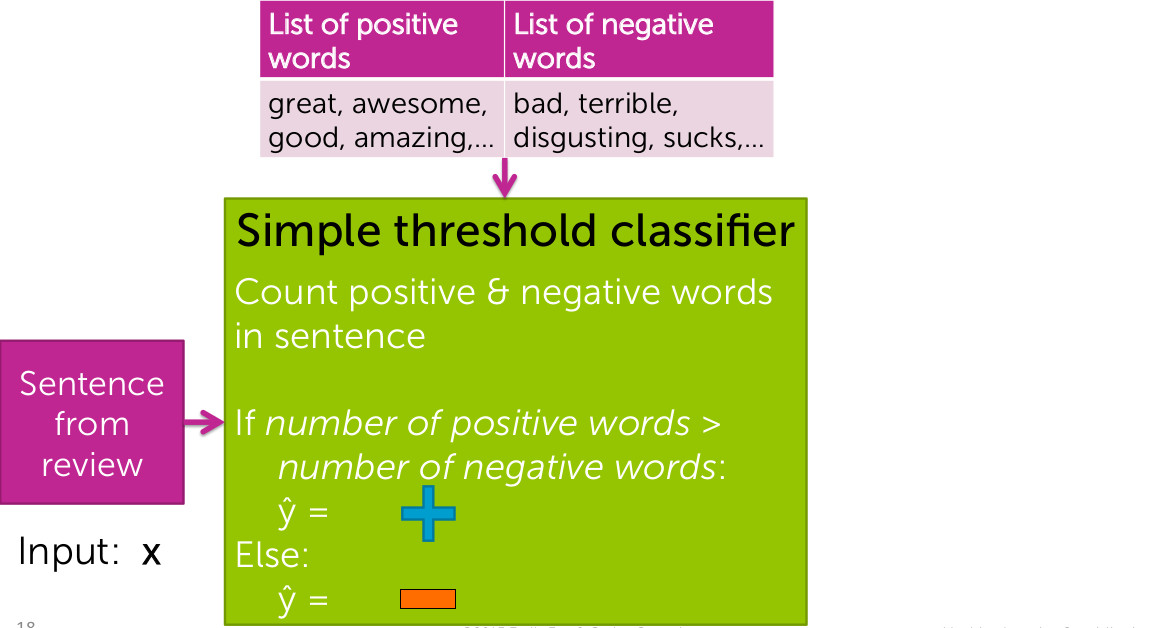 List of positive words
List of negative words
great, awesome, good, amazing,...
bad, terrible, disgusting, sucks,...
Simple threshold classifier
Count positive & negative words
in sentence
Sentence
from
review
If number of positive words >
number of negative words:
ŷ =
Else:
ŷ =
Input: x
18